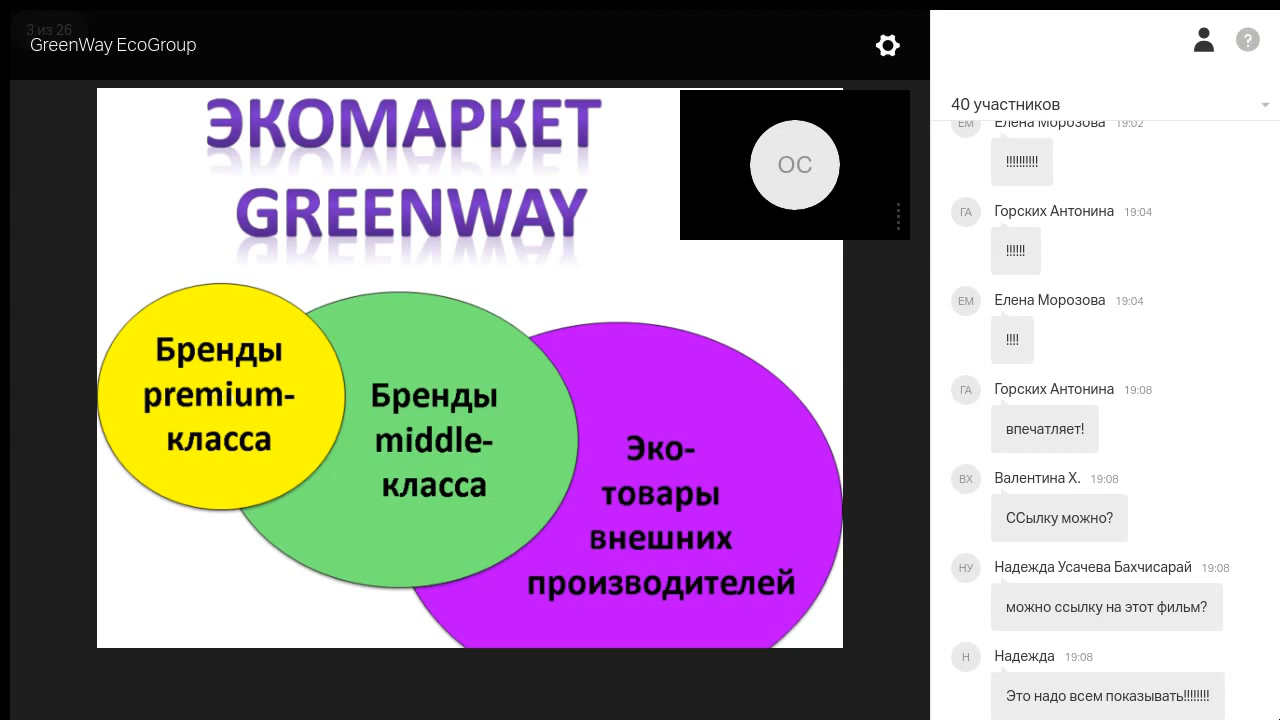 3 из 26
GreenWay EcoGroup
ЭКОМАРКЕТ
GREENWAY
Бренды
premium-
класса
Бренды
middle-
класса
Эко-
товары
внешних
производителей
ОС
?
40 участников
ЕМ Елена Морозова 19:02
!!!!!!!!!!
ГА Горских Антонина 19:04
!!!!!!
ЕМ Елена Морозова 19:04
!!!!
ГА Горских Антонина 19:08
впечатляет!
ВХ Валентина Х. 19:08
ССылку можно?
НУ Надежда Усачева Бахчисарай 19:08
можно ссылку на этот фильм?
Н Надежда 19:08
Это надо всем показывать!!!!!!!!